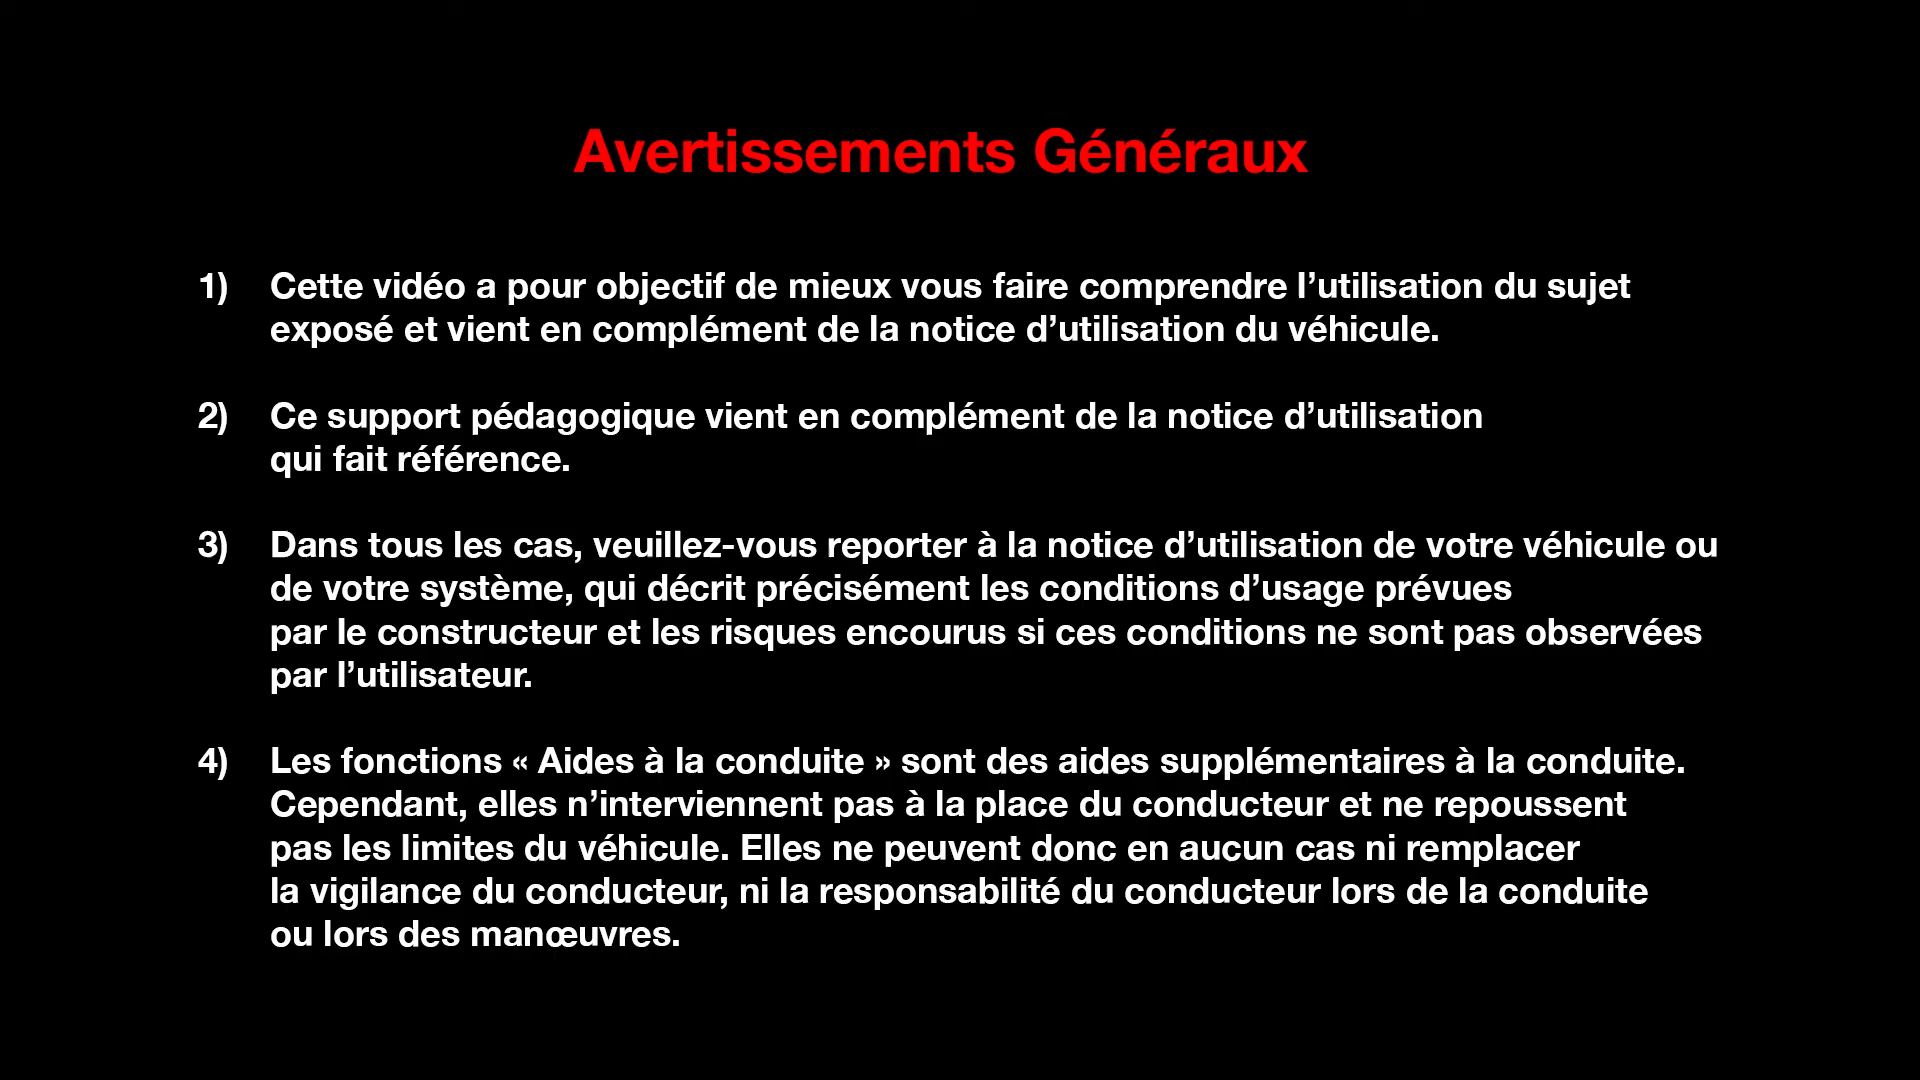 Avertissements Généraux
1) Cette vidéo a pour objectif de mieux vous faire comprendre l’utilisation du sujet
exposé et vient en complément de la notice d’utilisation du véhicule.
2) Ce support pédagogique vient en complément de la notice d’utilisation
qui fait référence.
3) Dans tous les cas, veuillez-vous reporter à la notice d’utilisation de votre véhicule ou
de votre système, qui décrit précisément les conditions d’usage prévues
par le constructeur et les risques encourus si ces conditions ne sont pas observées
par l’utilisateur.
4) Les fonctions « Aides à la conduite » sont des aides supplémentaires à la conduite.
Cependant, elles n’interviennent pas à la place du conducteur et ne repoussent
pas les limites du véhicule. Elles ne peuvent donc en aucun cas ni remplacer
la vigilance du conducteur, ni la responsabilité du conducteur lors de la conduite
ou lors des manœuvres.